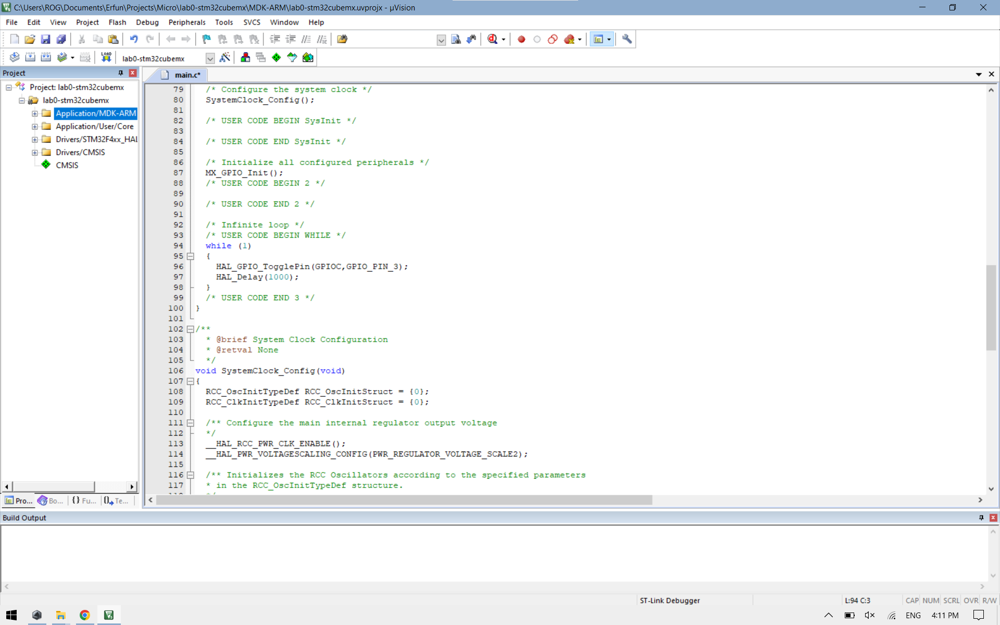 C:\Users\ROG\Documents\Erfun\Projects\Micro\lab0-stm32cubemx\MDK-ARM\lab0-stm32cubemx.uvprojx - µVision
File Edit View Project Flash Debug Peripherals Tools SVCS Window Help
LOAD lab0-stm32cubemx
Project
Project: lab0-stm32cubemx
lab0-stm32cubemx
Application/MDK-ARM
Application/User/Core
Drivers/STM32F4xx_HAL
Drivers/CMSIS
CMSIS
Pro... Bo... {} Fu... Te...
main.c*
79 /* Configure the system clock */
80 SystemClock_Config();
81
82 /* USER CODE BEGIN SysInit */
83
84 /* USER CODE END SysInit */
85
86 /* Initialize all configured peripherals */
87 MX_GPIO_Init();
88 /* USER CODE BEGIN 2 */
89
90 /* USER CODE END 2 */
91
92 /* Infinite loop */
93 /* USER CODE BEGIN WHILE */
94 while (1)
95 {
96 HAL_GPIO_TogglePin(GPIOC,GPIO_PIN_3);
97 HAL_Delay(1000);
98 }
99 /* USER CODE END 3 */
100 }
101
102 /**
103 * @brief System Clock Configuration
104 * @retval None
105 */
106 void SystemClock_Config(void)
107 {
108 RCC_OscInitTypeDef RCC_OscInitStruct = {0};
109 RCC_ClkInitTypeDef RCC_ClkInitStruct = {0};
110
111 /** Configure the main internal regulator output voltage
112 */
113 __HAL_RCC_PWR_CLK_ENABLE();
114 __HAL_PWR_VOLTAGESCALING_CONFIG(PWR_REGULATOR_VOLTAGE_SCALE2);
115
116 /** Initializes the RCC Oscillators according to the specified parameters
117 * in the RCC_OscInitTypeDef structure.
Build Output
ST-Link Debugger L:94 C:3 CAP NUM SCRL OVR R/W
ENG 4:11 PM